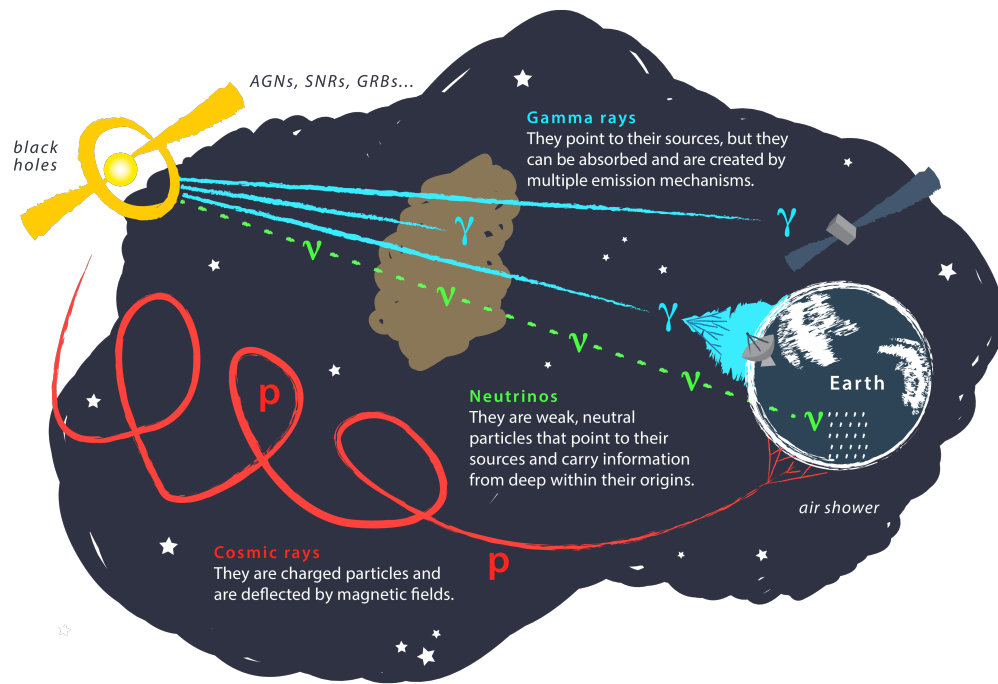 AGNs, SNRs, GRBs...
black
holes
Gamma rays
They point to their sources, but they
can be absorbed and are created by
multiple emission mechanisms.
γ
γ
ν
ν
γ
ν
ν
Earth
ν
p
Neutrinos
They are weak, neutral
particles that point to their
sources and carry information
from deep within their origins.
air shower
Cosmic rays
They are charged particles and
are deflected by magnetic fields.
p